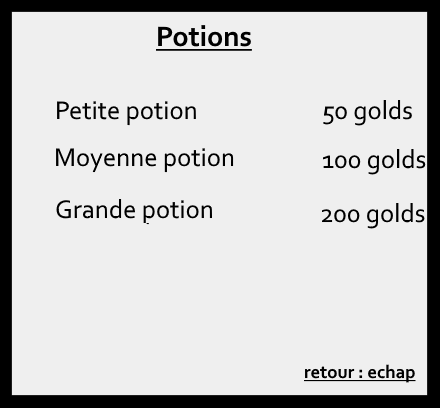 Potions
Petite potion 50 golds
Moyenne potion 100 golds
Grande potion 200 golds
retour : echap